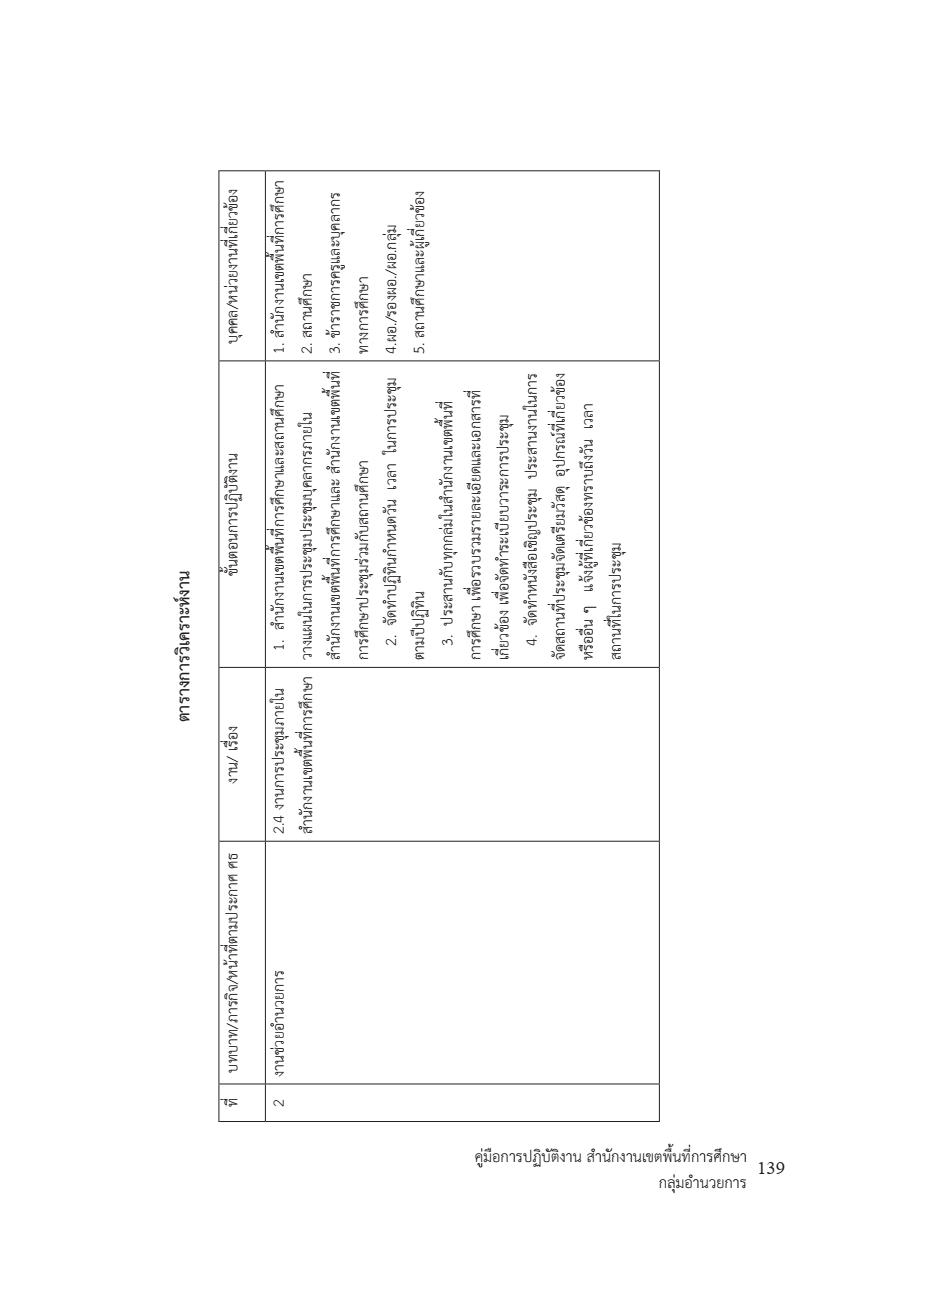 ตารางการวิเคราะห์งาน
ที่
บทบาท/ภารกิจ/หน้าที่ตามประกาศ ศธ
งาน/ เรื่อง
ขั้นตอนการปฏิบัติงาน
บุคคล/หน่วยงานที่เกี่ยวข้อง
2
งานช่วยอำนวยการ
2.4 งานการประชุมภายใน
สำนักงานเขตพื้นที่การศึกษา
1. สำนักงานเขตพื้นที่การศึกษาและสถานศึกษา
วางแผนในการประชุมประชุมบุคลากรภายใน
สำนักงานเขตพื้นที่การศึกษาและ สำนักงานเขตพื้นที่
การศึกษาประชุมร่วมกับสถานศึกษา
2. จัดทำปฏิทินกำหนดวัน เวลา ในการประชุม
ตามปีปฏิทิน
3. ประสานกับทุกกลุ่มในสำนักงานเขตพื้นที่
การศึกษา เพื่อรวบรวมรายละเอียดและเอกสารที่
เกี่ยวข้อง เพื่อจัดทำระเบียบวาระการประชุม
4. จัดทำหนังสือเชิญประชุม ประสานงานในการ
จัดสถานที่ประชุมจัดเตรียมวัสดุ อุปกรณ์ที่เกี่ยวข้อง
หรืออื่น ๆ แจ้งผู้ที่เกี่ยวข้องทราบถึงวัน เวลา
สถานที่ในการประชุม
1. สำนักงานเขตพื้นที่การศึกษา
2. สถานศึกษา
3. ข้าราชการครูและบุคลากร
ทางการศึกษา
4.ผอ./รองผอ./ผอ.กลุ่ม
5. สถานศึกษาและผู้เกี่ยวข้อง
คู่มือการปฏิบัติงาน สำนักงานเขตพื้นที่การศึกษา
กลุ่มอำนวยการ
139